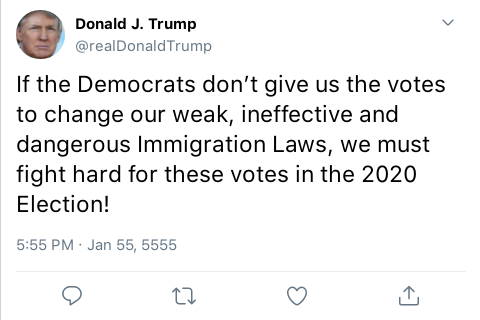 Donald J. Trump
@realDonaldTrump
If the Democrats don’t give us the votes
to change our weak, ineffective and
dangerous Immigration Laws, we must
fight hard for these votes in the 2020
Election!
5:55 PM · Jan 55, 5555